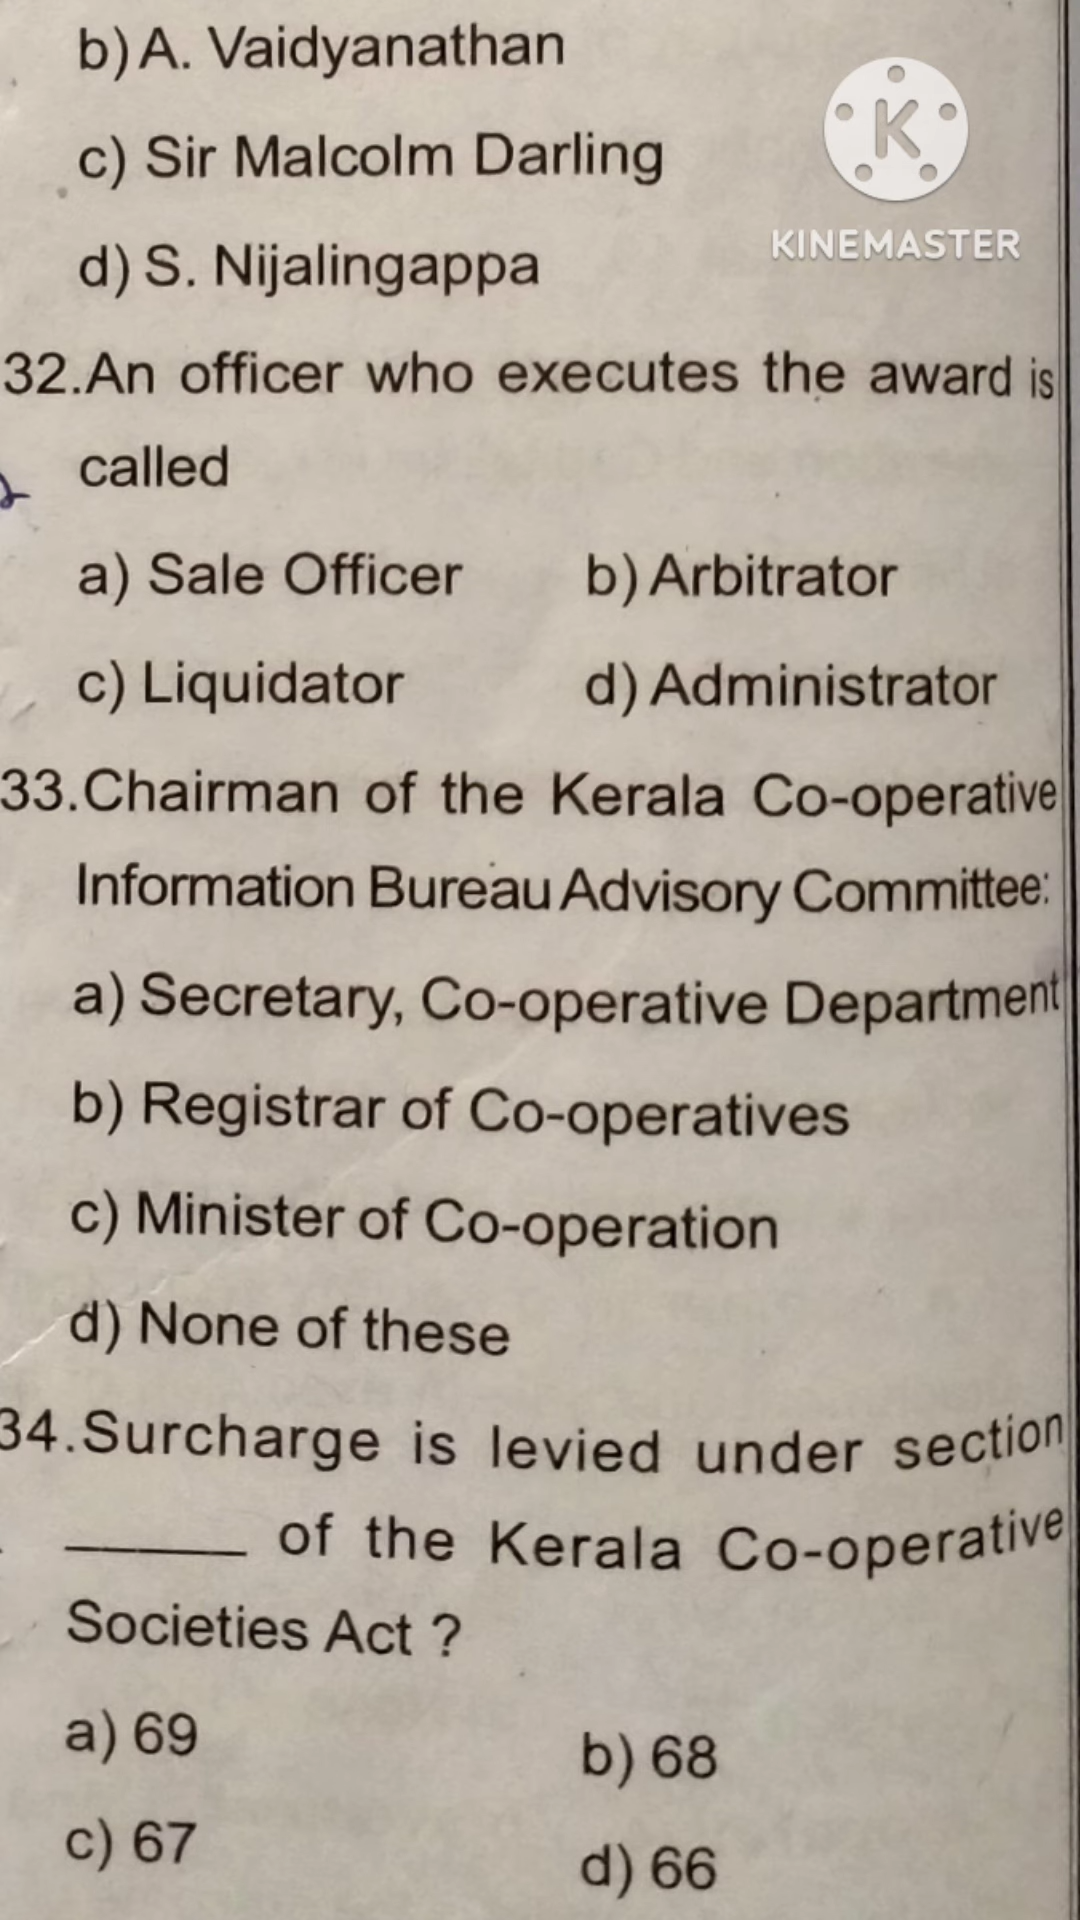 b) A. Vaidyanathan
c) Sir Malcolm Darling
K
KINEMASTER
d) S. Nijalingappa
32. An officer who executes the award is
called
a) Sale Officer b) Arbitrator
c) Liquidator d) Administrator
33. Chairman of the Kerala Co-operative
Information Bureau Advisory Committee:
a) Secretary, Co-operative Department
b) Registrar of Co-operatives
c) Minister of Co-operation
d) None of these
34. Surcharge is levied under section
______ of the Kerala Co-operative
Societies Act ?
a) 69 b) 68
c) 67 d) 66